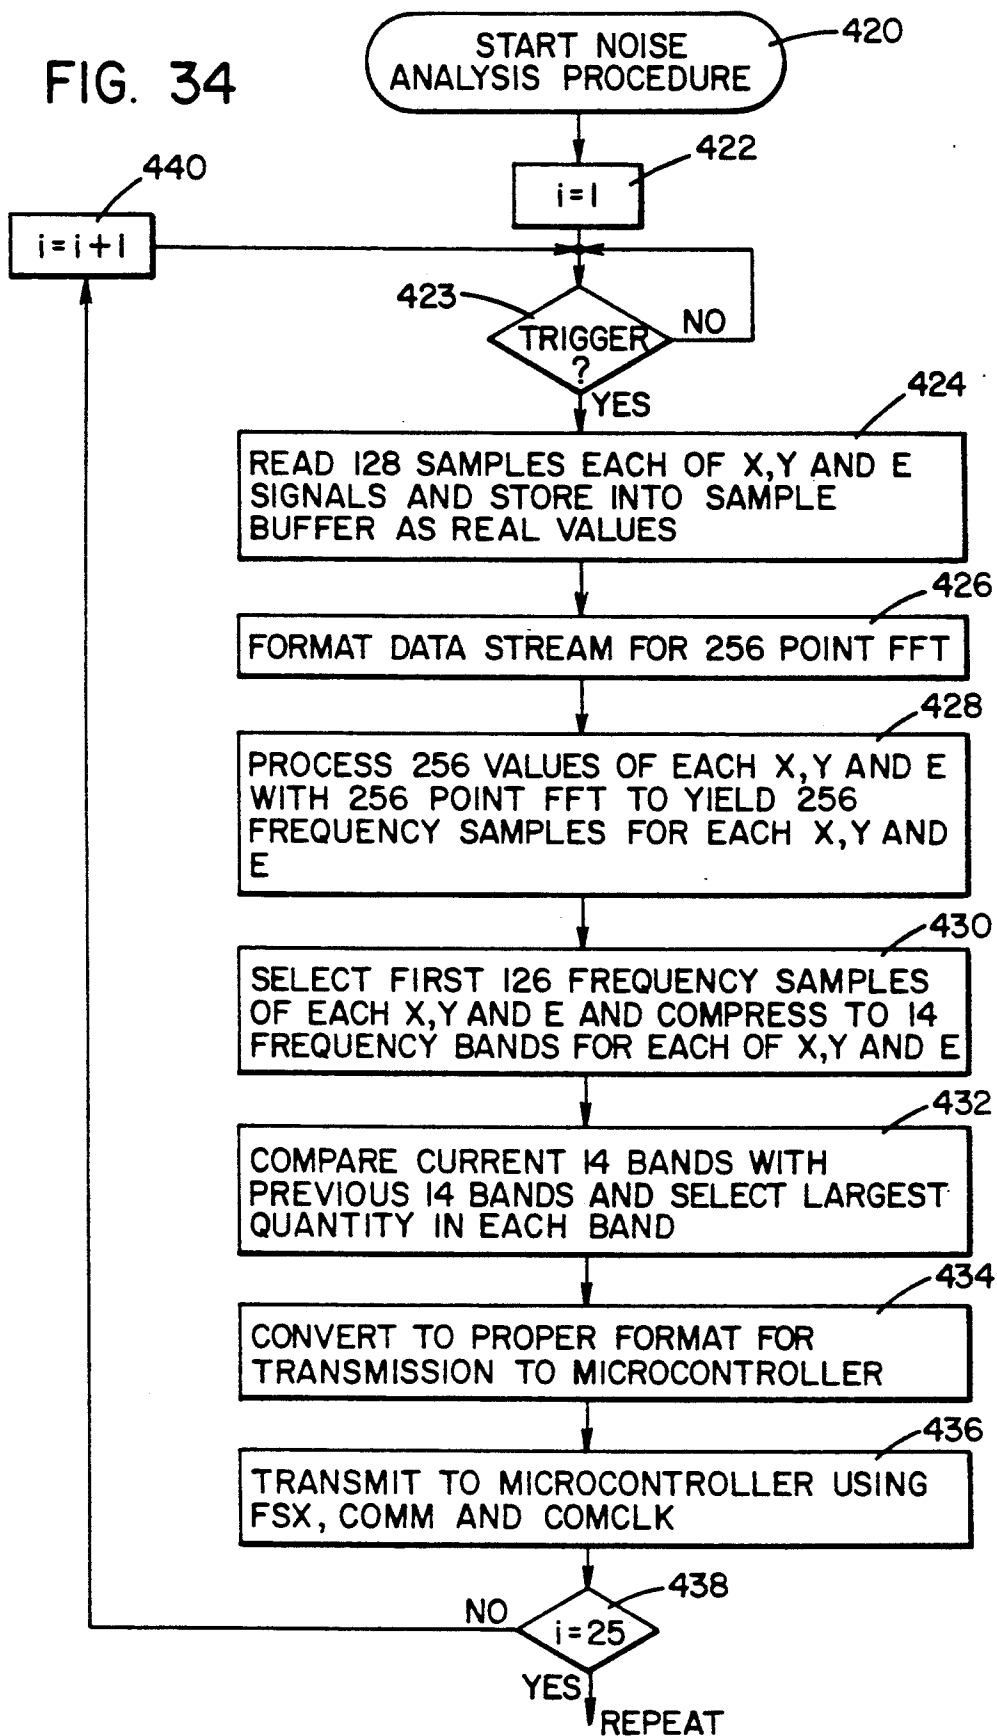 FIG. 34
START NOISE
ANALYSIS PROCEDURE
420
422
i=1
440
i=i+1
423
TRIGGER
?
NO
YES
424
READ 128 SAMPLES EACH OF X,Y AND E
SIGNALS AND STORE INTO SAMPLE
BUFFER AS REAL VALUES
426
FORMAT DATA STREAM FOR 256 POINT FFT
428
PROCESS 256 VALUES OF EACH X,Y AND E
WITH 256 POINT FFT TO YIELD 256
FREQUENCY SAMPLES FOR EACH X,Y AND
E
430
SELECT FIRST 126 FREQUENCY SAMPLES
OF EACH X,Y AND E AND COMPRESS TO 14
FREQUENCY BANDS FOR EACH OF X,Y AND E
432
COMPARE CURRENT 14 BANDS WITH
PREVIOUS 14 BANDS AND SELECT LARGEST
QUANTITY IN EACH BAND
434
CONVERT TO PROPER FORMAT FOR
TRANSMISSION TO MICROCONTROLLER
436
TRANSMIT TO MICROCONTROLLER USING
FSX, COMM AND COMCLK
438
NO
i=25
YES
REPEAT